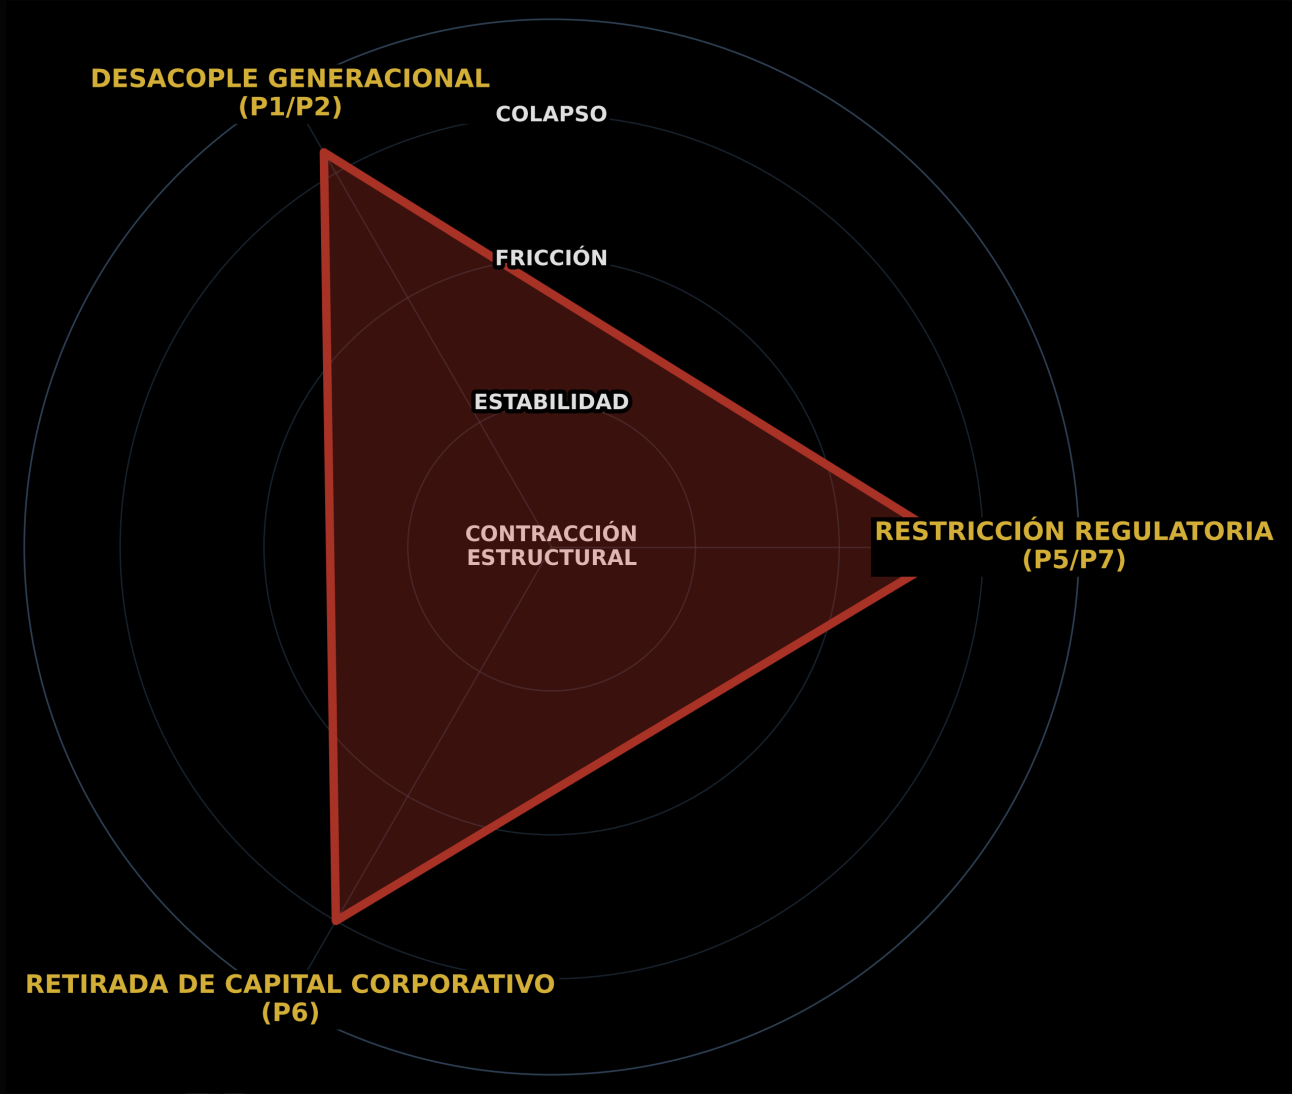 DESACOPLE GENERACIONAL
(P1/P2)
COLAPSO
FRICCIÓN
ESTABILIDAD
CONTRACCIÓN
ESTRUCTURAL
RESTRICCIÓN REGULATORIA
(P5/P7)
RETIRADA DE CAPITAL CORPORATIVO
(P6)